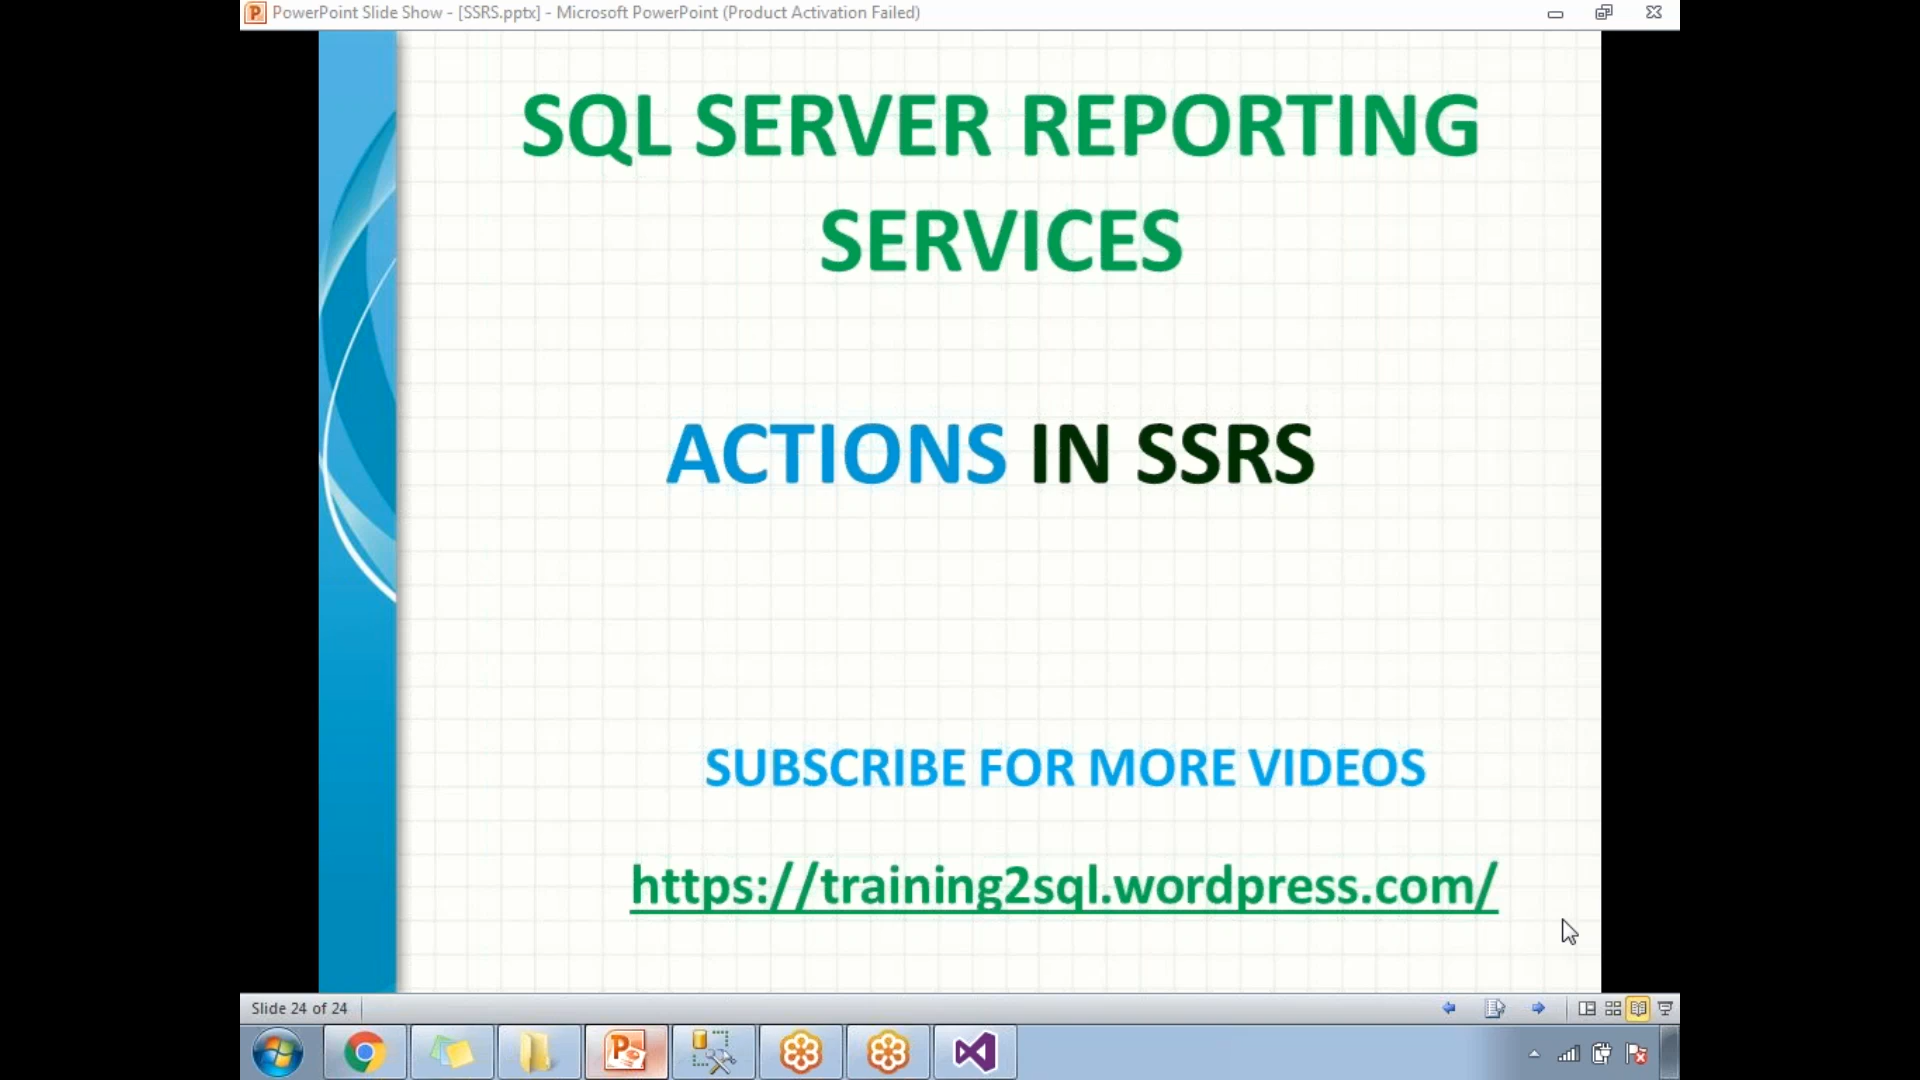 PowerPoint Slide Show - [SSRS.pptx] - Microsoft PowerPoint (Product Activation Failed)
SQL SERVER REPORTING
SERVICES
ACTIONS IN SSRS
SUBSCRIBE FOR MORE VIDEOS
https://training2sql.wordpress.com/
Slide 24 of 24